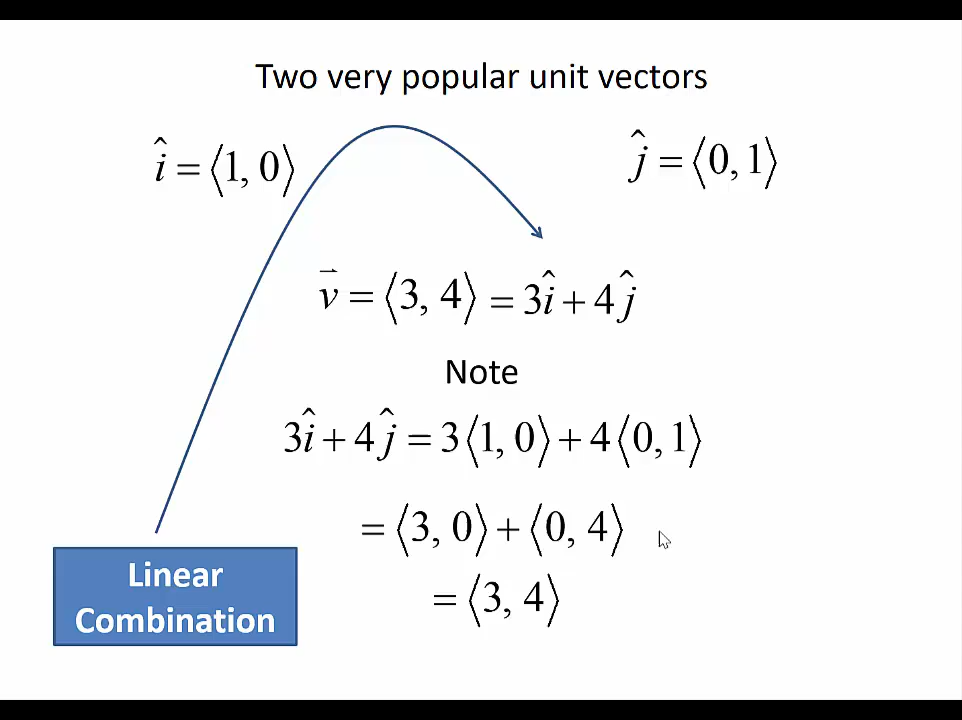 Two very popular unit vectors
î = ⟨1, 0⟩
ĵ = ⟨0, 1⟩
v⃗ = ⟨3, 4⟩ = 3î + 4ĵ
Note
3î + 4ĵ = 3⟨1, 0⟩ + 4⟨0, 1⟩
= ⟨3, 0⟩ + ⟨0, 4⟩
= ⟨3, 4⟩
Linear
Combination